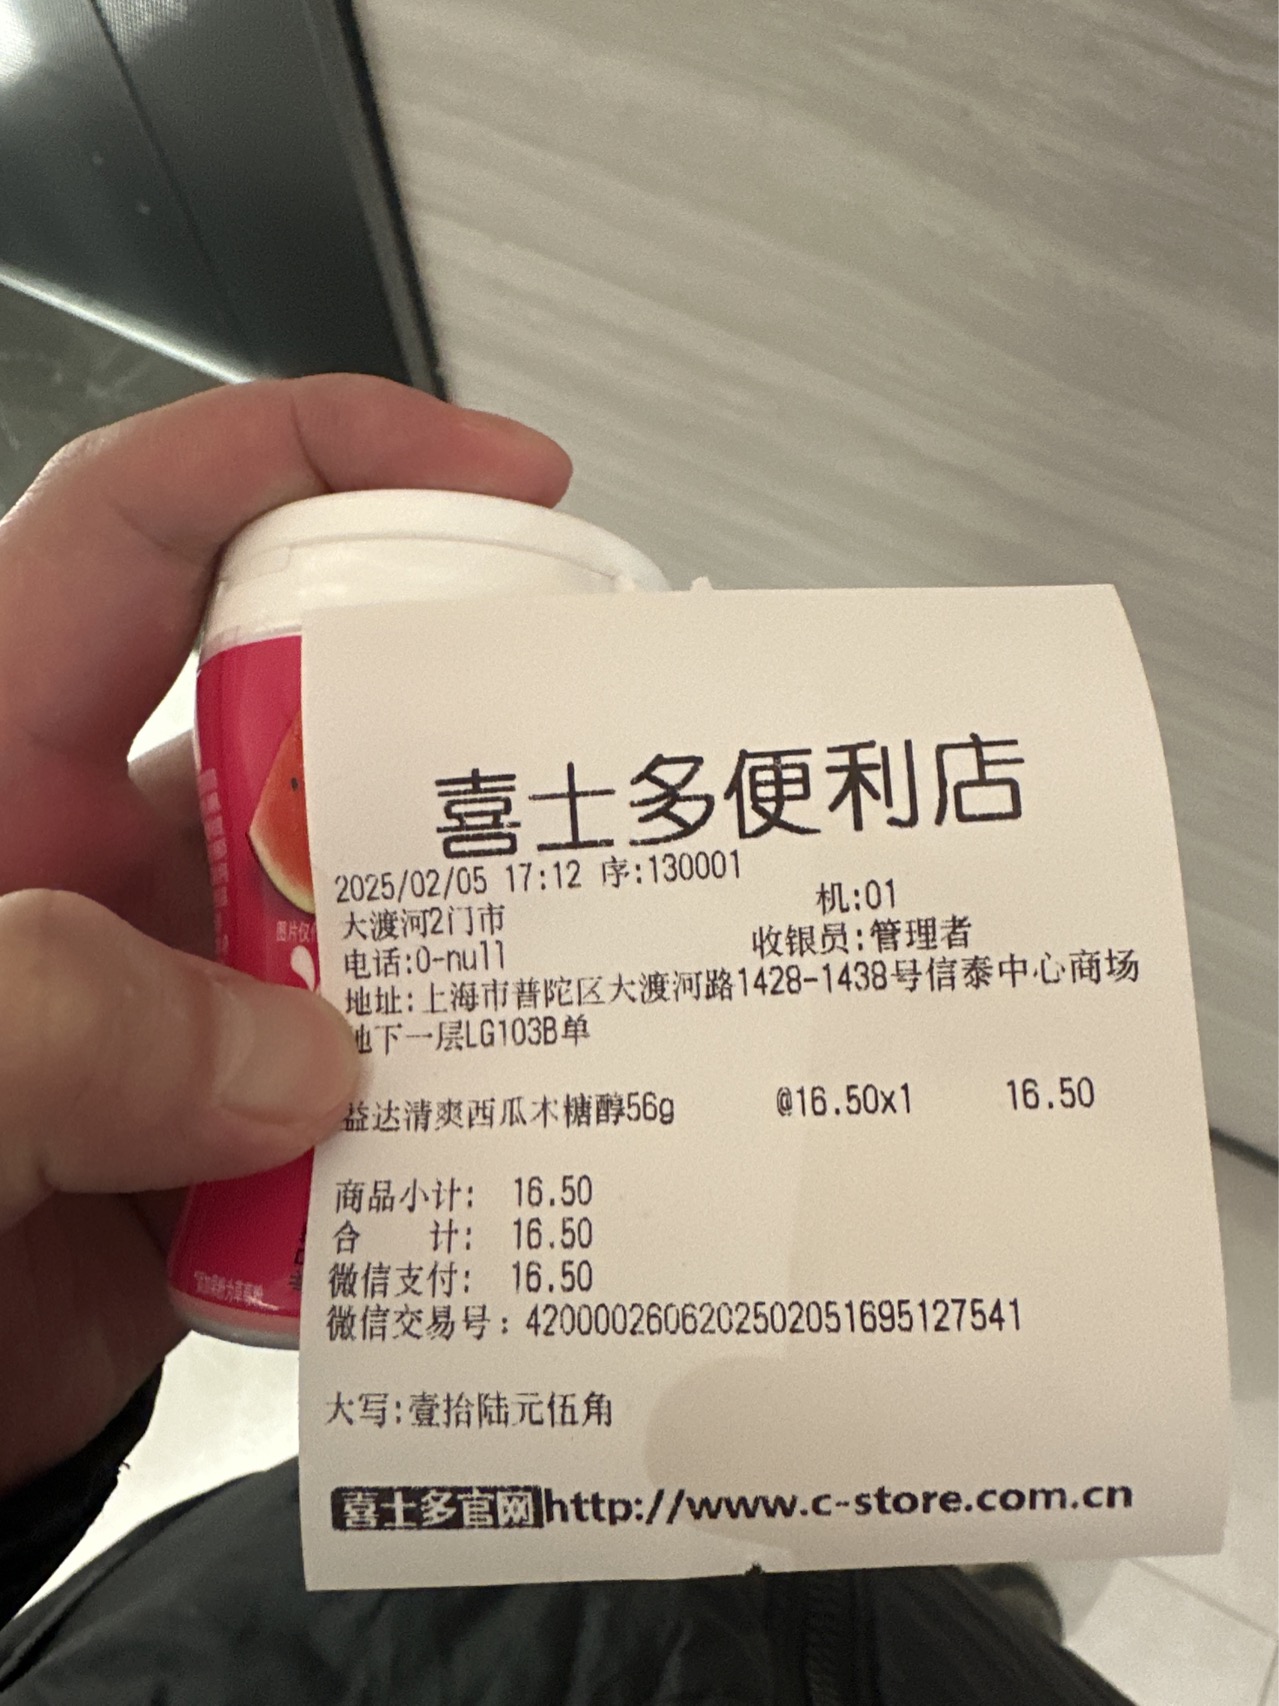 喜士多便利店
2025/02/05 17:12 序:130001
机:01
大渡河2门市
收银员:管理者
电话:0-null
地址:上海市普陀区大渡河路1428-1438号信泰中心商场
地下一层LG103B单
益达清爽西瓜木糖醇56g @16.50x1 16.50
商品小计: 16.50
合 计: 16.50
微信支付: 16.50
微信交易号:4200002606202502051695127541
大写:壹拾陆元伍角
喜士多官网http://www.c-store.com.cn
图片仅